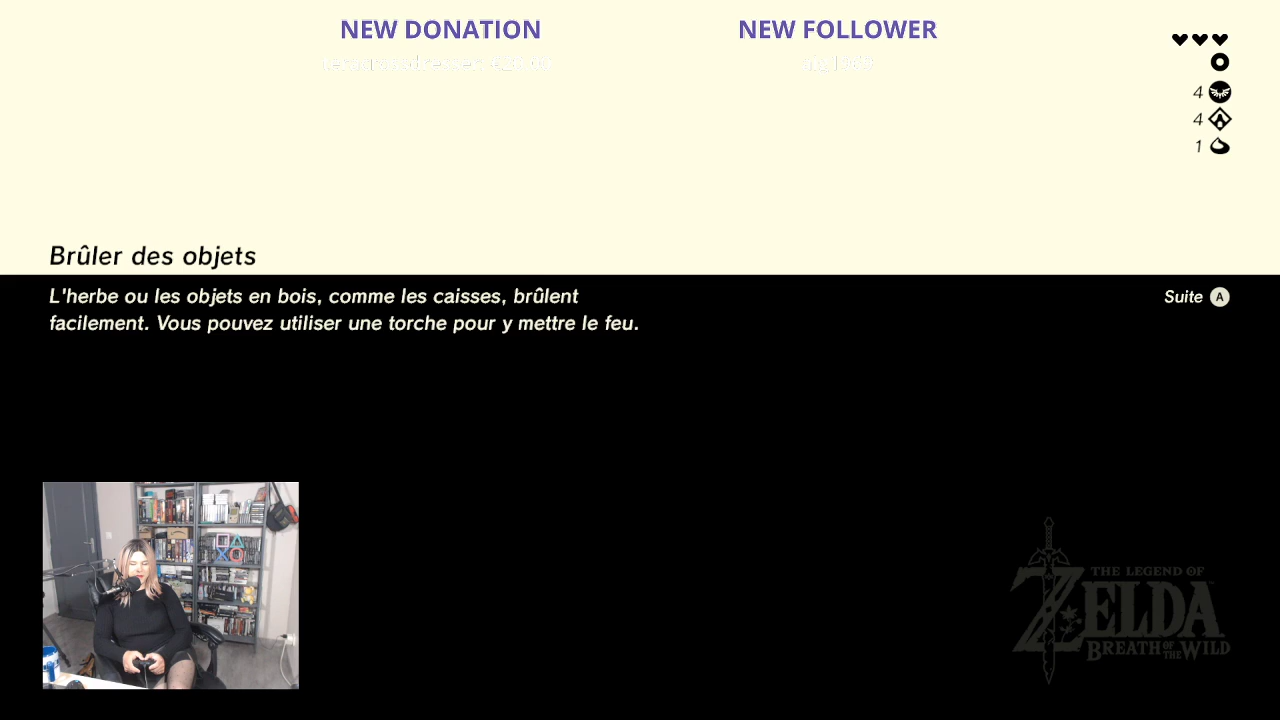 NEW DONATION
NEW FOLLOWER
4
4
1
Brûler des objets
L'herbe ou les objets en bois, comme les caisses, brûlent
facilement. Vous pouvez utiliser une torche pour y mettre le feu.
Suite A
THE LEGEND OF
ZELDA
BREATH OF THE WILD